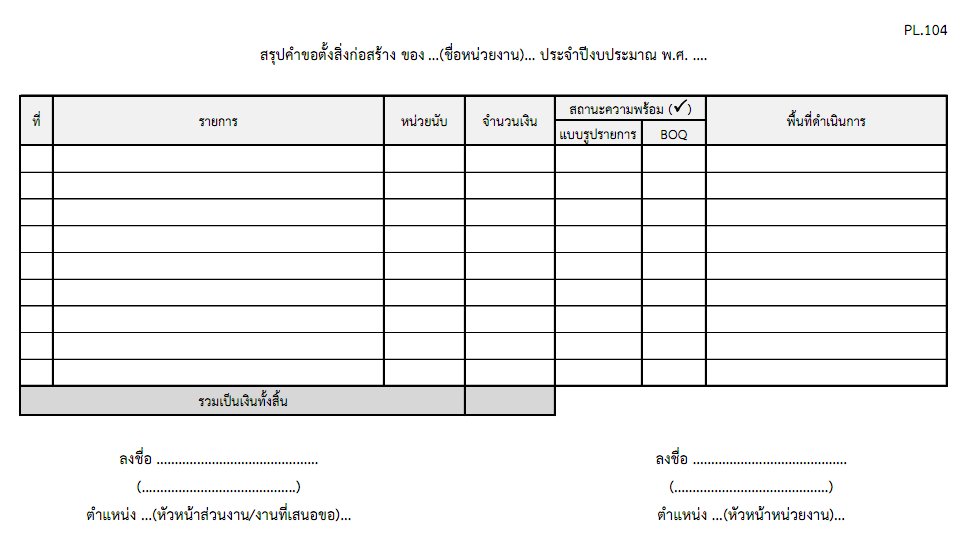 PL.104
สรุปคำขอตั้งสิ่งก่อสร้าง ของ ...(ชื่อหน่วยงาน)... ประจำปีงบประมาณ พ.ศ. ....
ที่ รายการ หน่วยนับ จำนวนเงิน สถานะความพร้อม (✓) พื้นที่ดำเนินการ
แบบรูปรายการ BOQ
รวมเป็นเงินทั้งสิ้น
ลงชื่อ ............................................ ลงชื่อ ..........................................
(..........................................) (..........................................)
ตำแหน่ง ...(หัวหน้าส่วนงาน/งานที่เสนอขอ)... ตำแหน่ง ...(หัวหน้าหน่วยงาน)...